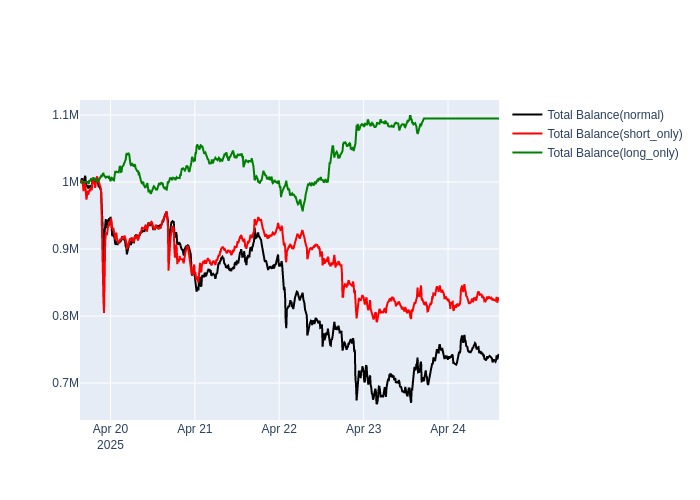 1.1M
1M
0.9M
0.8M
0.7M
Apr 20
2025
Apr 21
Apr 22
Apr 23
Apr 24
Total Balance(normal)
Total Balance(short_only)
Total Balance(long_only)